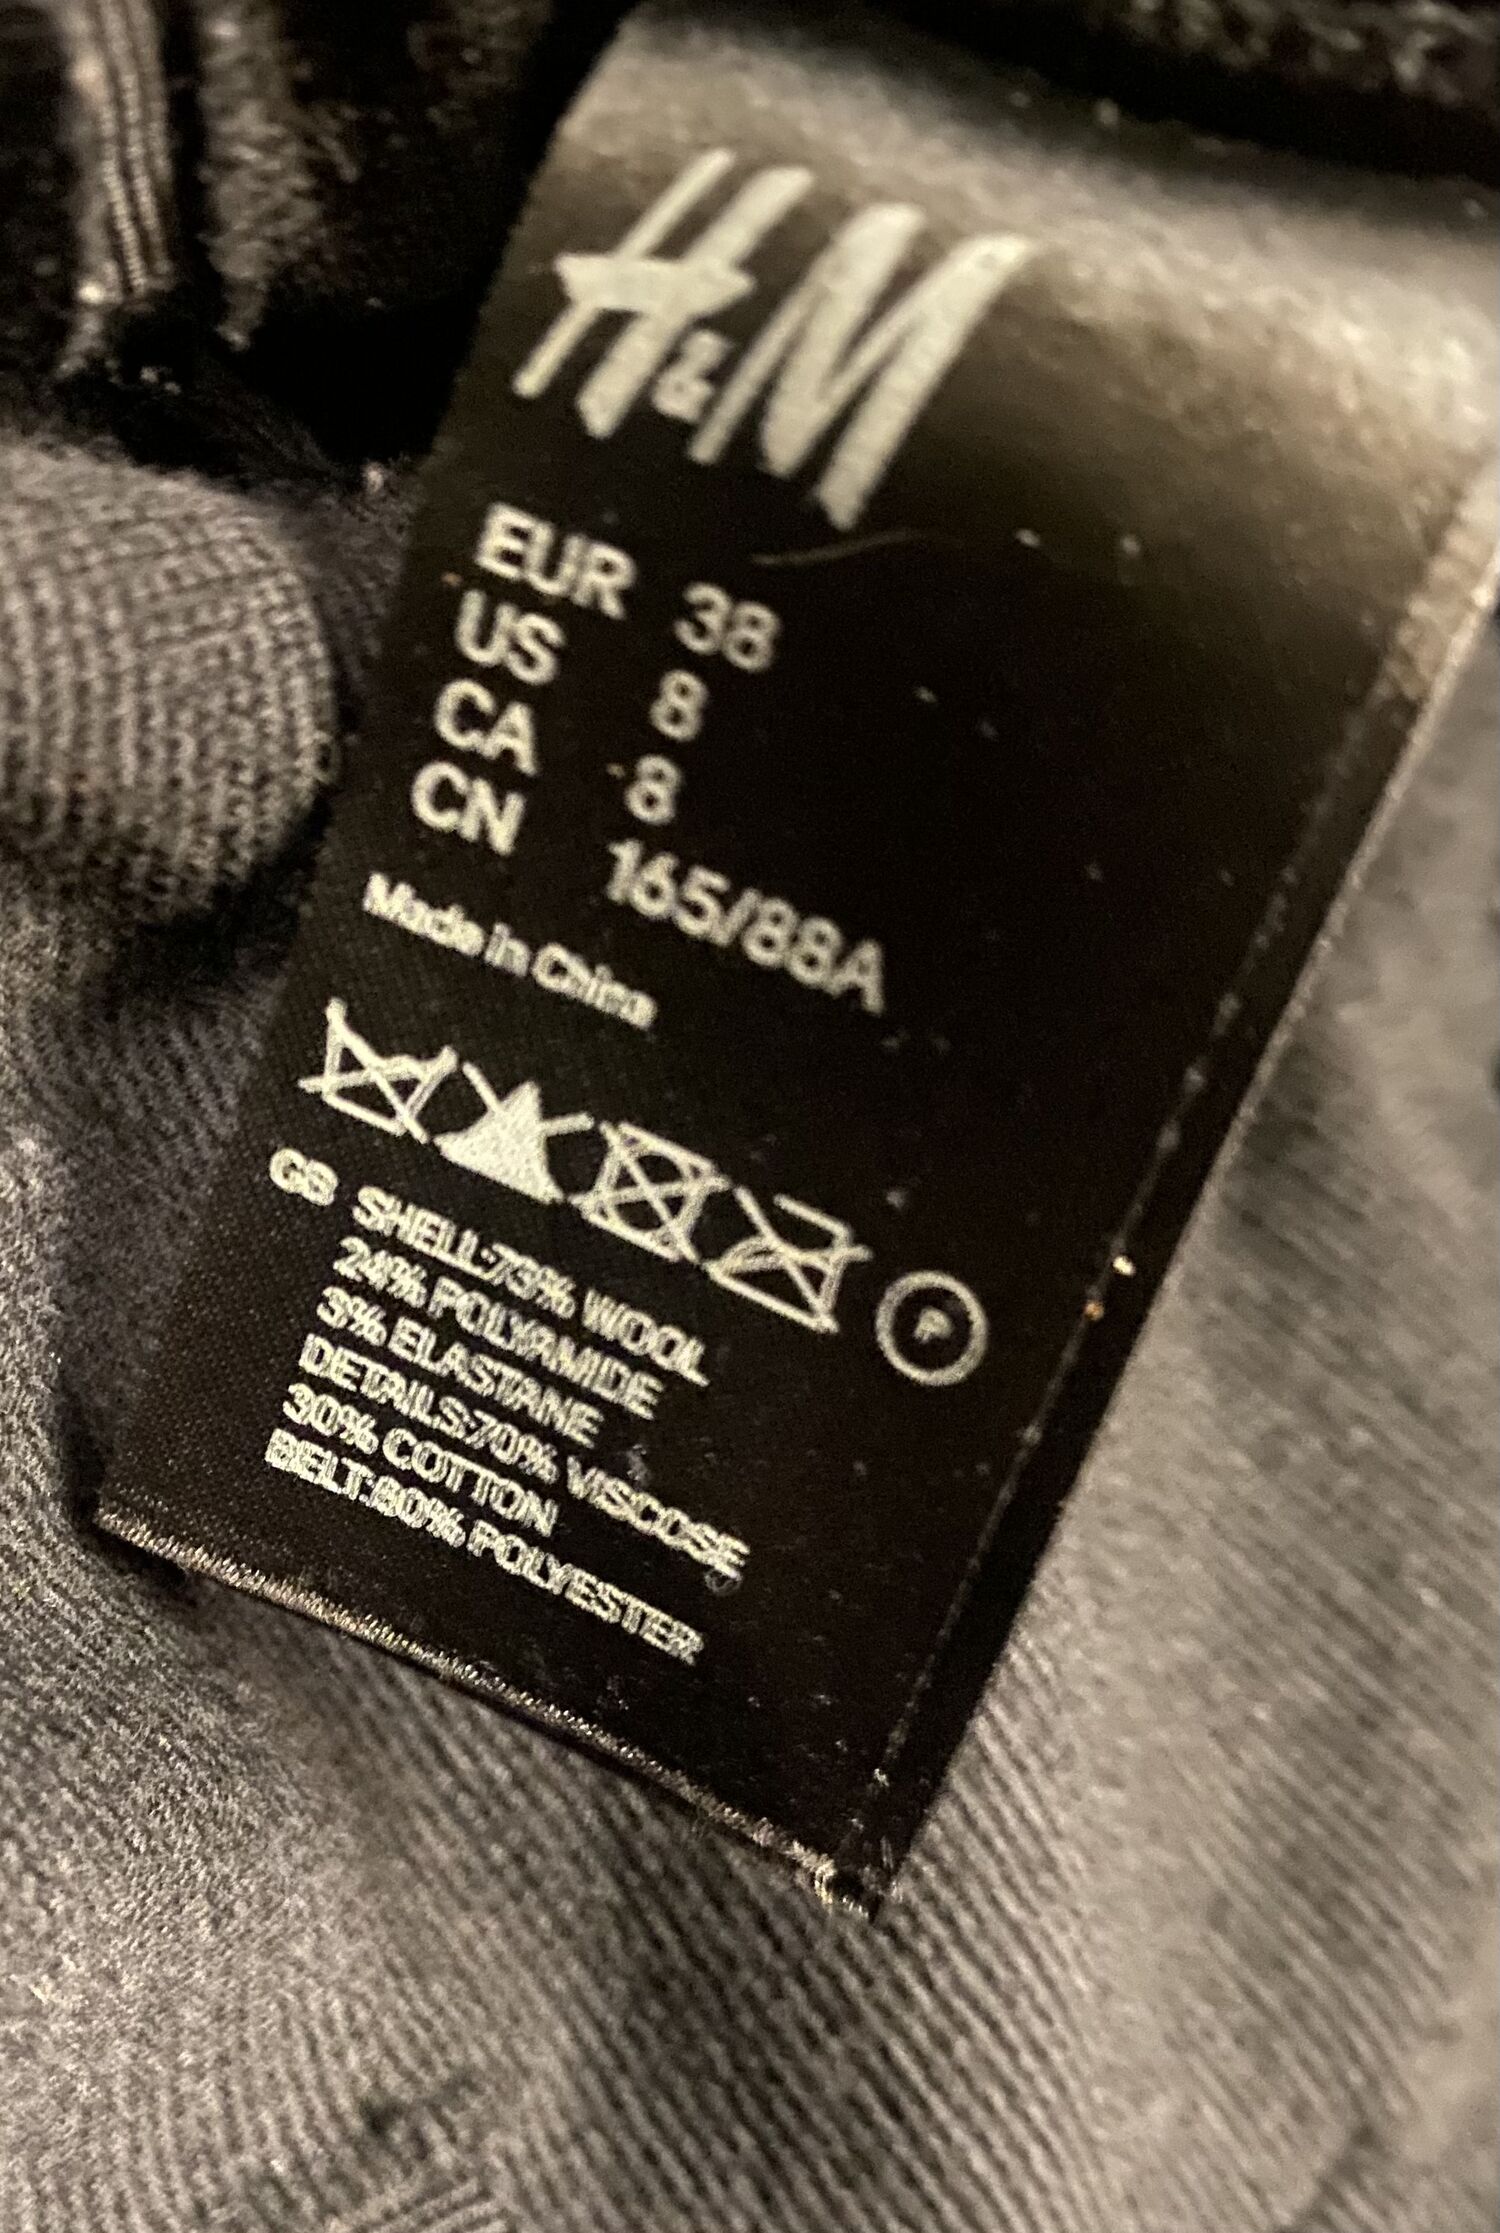 H&M
EUR 38
US 8
CA 8
CN 165/88A
Made in China
P
GB SHELL:73% WOOL
24% POLYAMIDE
3% ELASTANE
DETAILS:70% VISCOSE
30% COTTON
BELT:80% POLYESTER